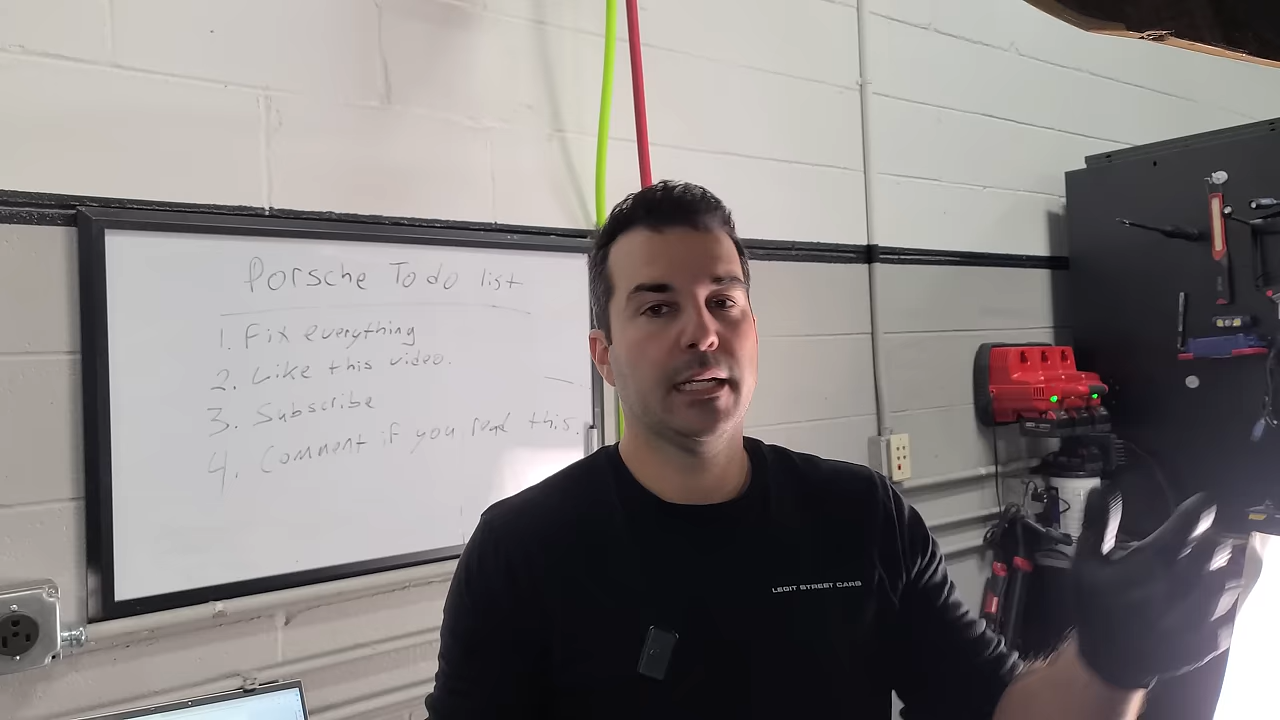 Porsche To do list
1. Fix everything
2. Like this video.
3. Subscribe
4. Comment if you read this.
LEGIT STREET CARS